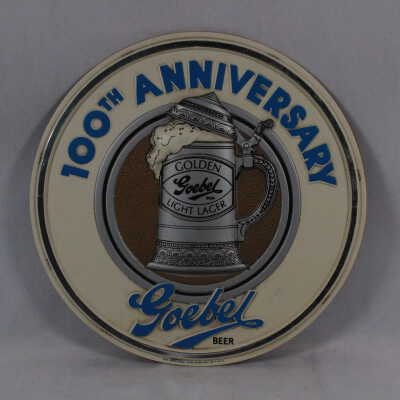 100TH ANNIVERSARY
GOLDEN
Goebel
LIGHT LAGER
Goebel
BEER